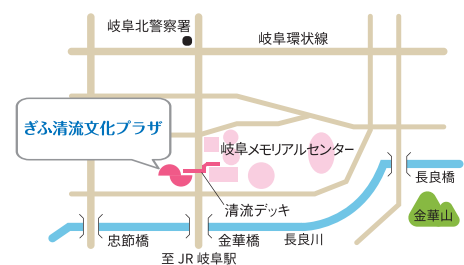 岐阜北警察署
岐阜環状線
ぎふ清流文化プラザ
岐阜メモリアルセンター
長良橋
清流デッキ
金華山
忠節橋
金華橋
長良川
至 JR 岐阜駅